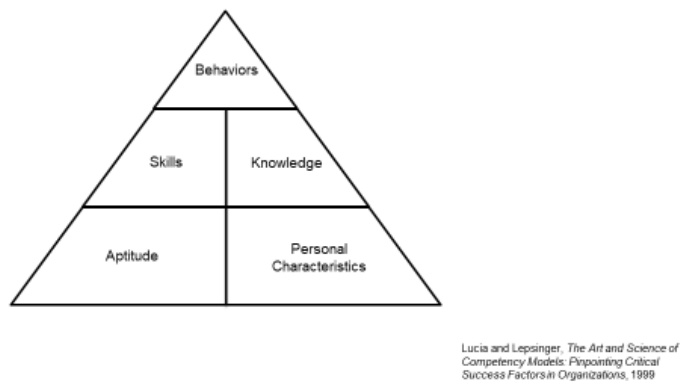 Behaviors
Skills
Knowledge
Aptitude
Personal
Characteristics
Lucia and Lepsinger, The Art and Science of
Competency Models: Pinpointing Critical
Success Factors in Organizations, 1999